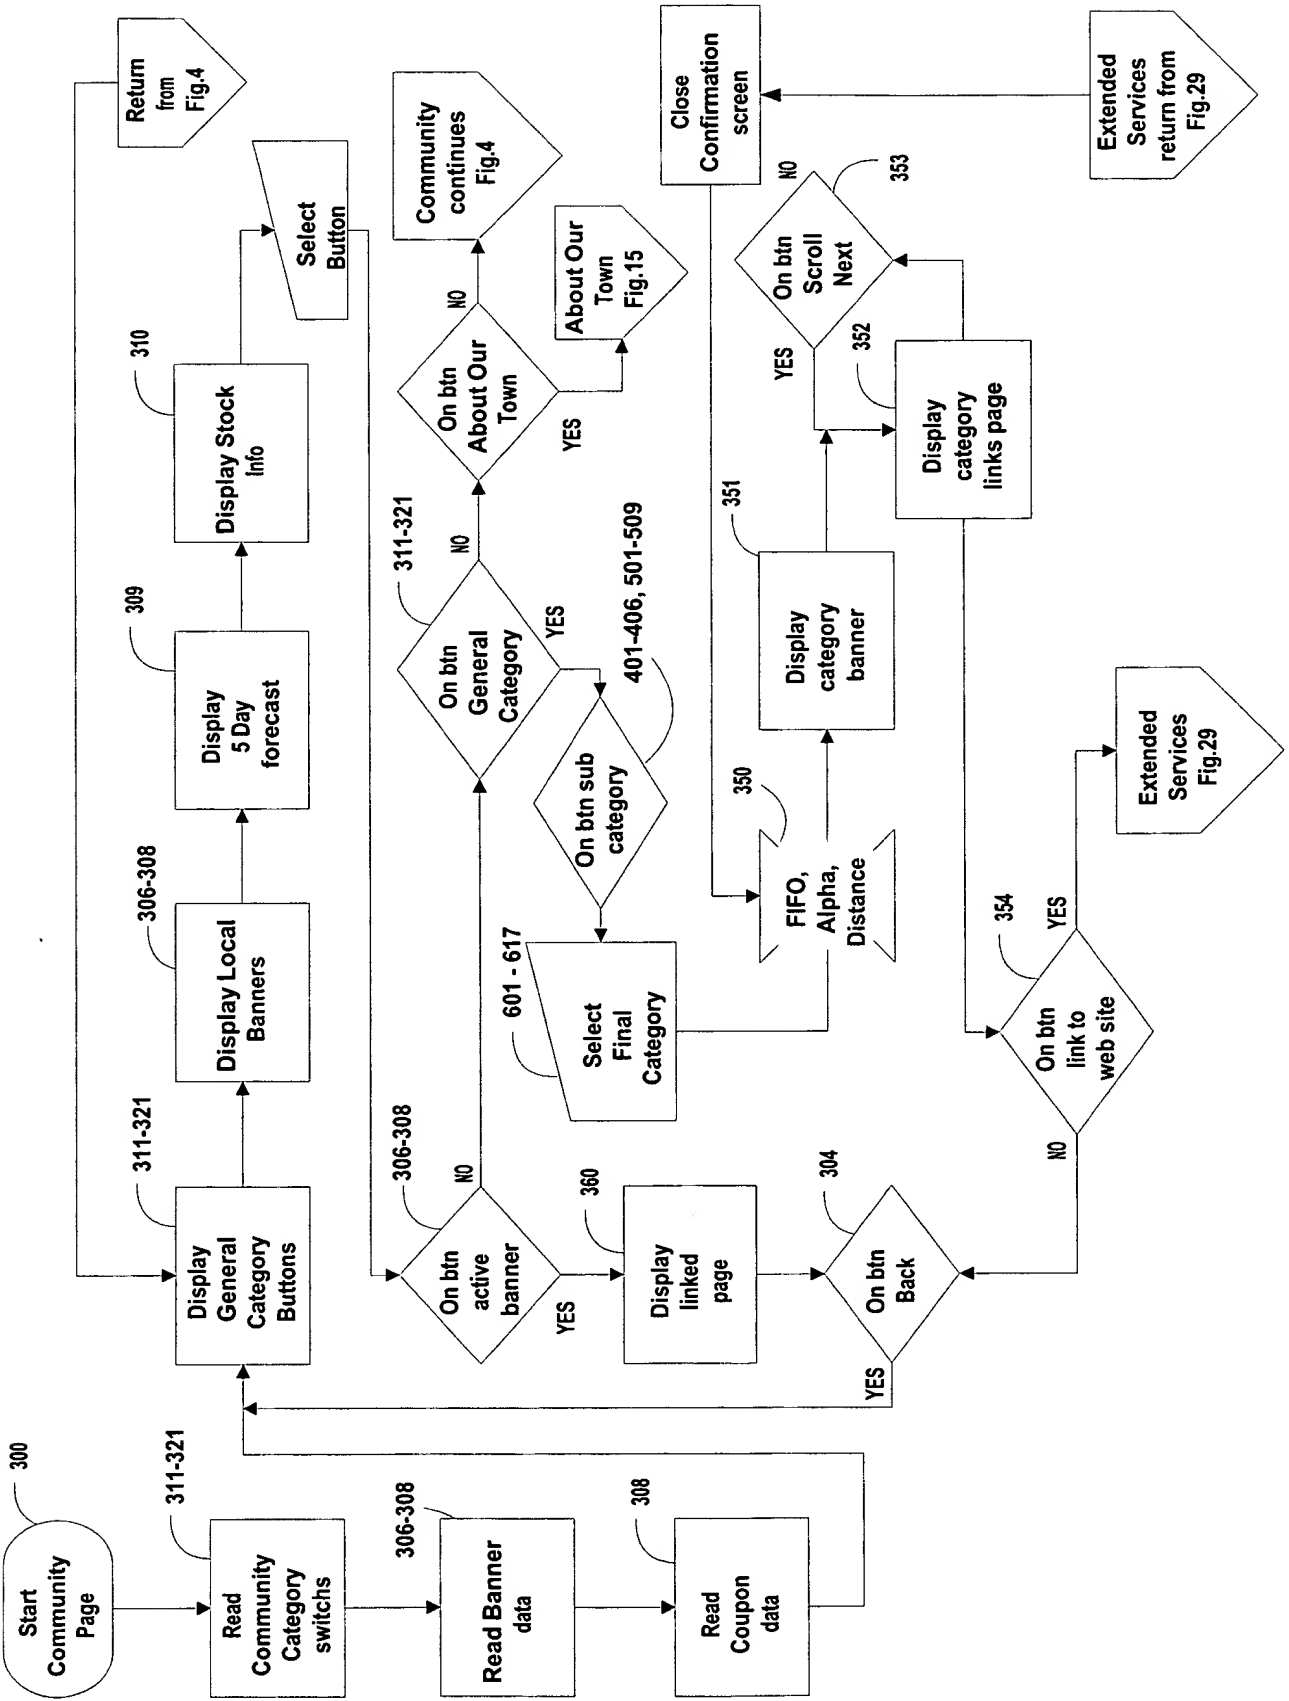 300
Start
Community
Page
311-321
Read
Community
Category
switchs
306-308
Read Banner
data
308
Read
Coupon
data
311-321
Display
General
Category
Buttons
306-308
Display Local
Banners
309
Display
5 Day
forecast
310
Display Stock
Info
Select
Button
Return
from
Fig.4
306-308
On btn
active
banner
NO
YES
311-321
On btn
General
Category
NO
YES
On btn
About Our
Town
NO
YES
Community
continues
Fig.4
About Our
Town
Fig.15
401-406, 501-509
On btn sub
category
601 - 617
Select
Final
Category
360
Display
linked
page
304
On btn
Back
YES
350
FIFO,
Alpha,
Distance
351
Display
category
banner
352
Display
category
links page
353
On btn
Scroll
Next
YES
NO
Close
Confirmation
screen
354
On btn
link to
web site
YES
NO
Extended
Services
Fig.29
Extended
Services
return from
Fig.29